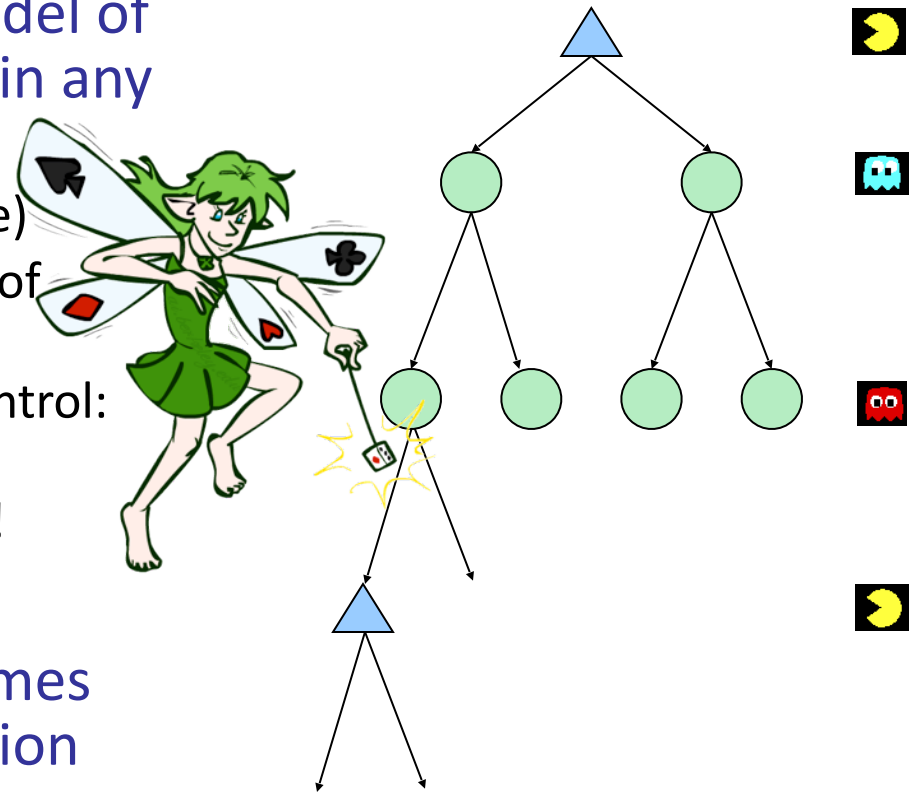 del of
in any
e)
of
ntrol:
!
mes
ion